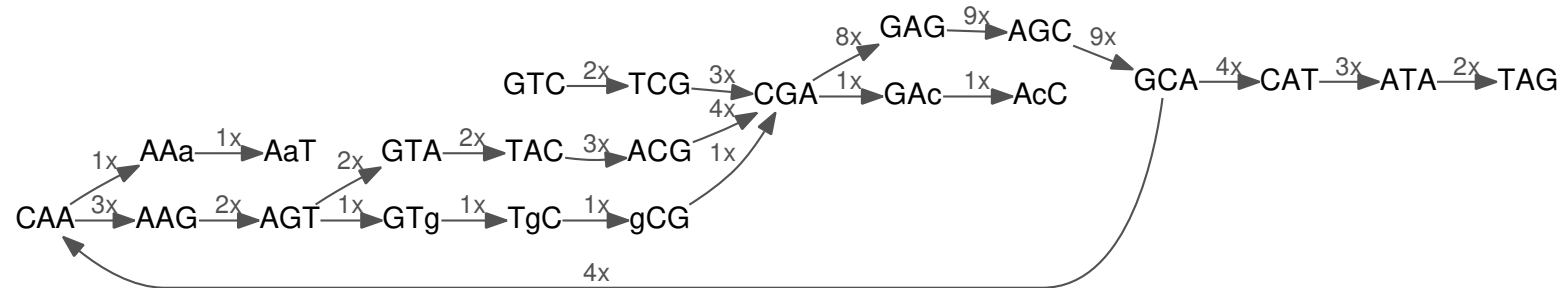 8x GAG 9x AGC 9x
GTC 2x TCG 3x CGA 1x GAc 1x AcC GCA 4x CAT 3x ATA 2x TAG
4x
1x AAa 1x AaT 2x GTA 2x TAC 3x ACG 1x
CAA 3x AAG 2x AGT 1x GTg 1x TgC 1x gCG
4x